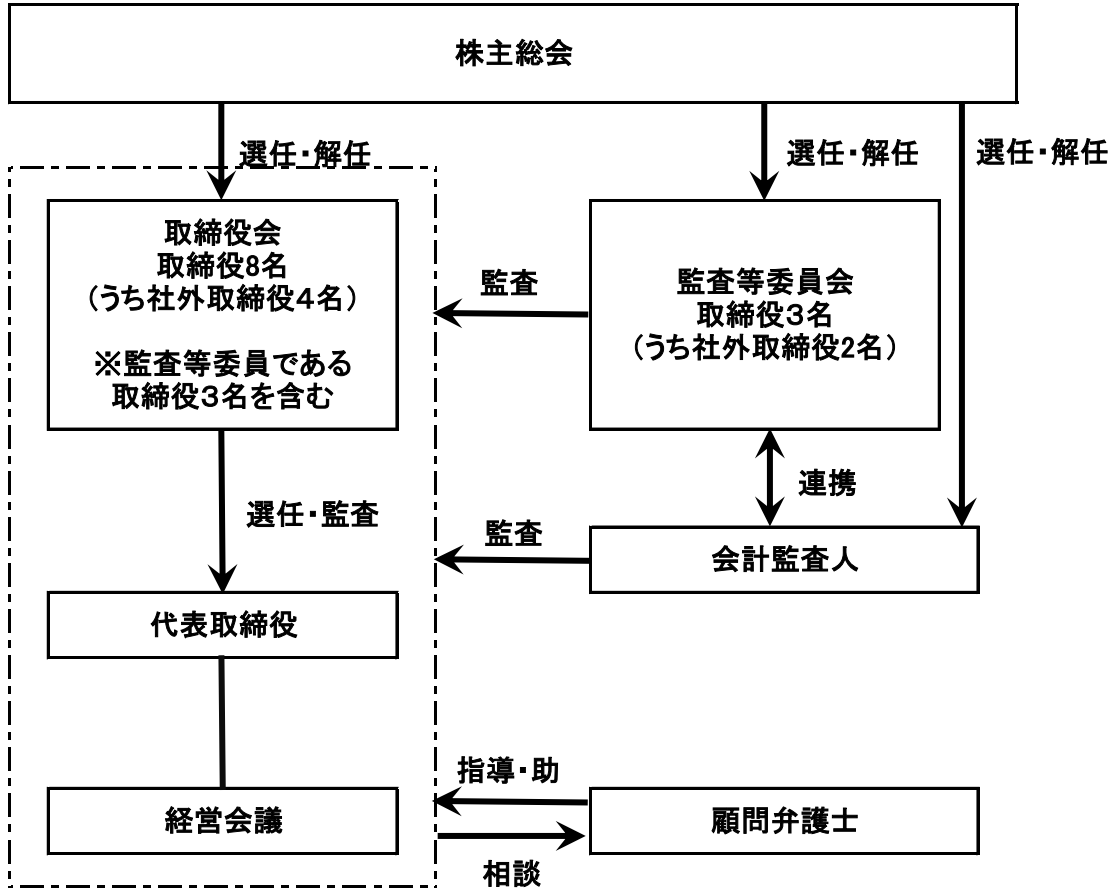 株主総会
選任・解任
選任・解任
選任・解任
取締役会
取締役8名
（うち社外取締役４名）
※監査等委員である
取締役３名を含む
監査
監査等委員会
取締役３名
（うち社外取締役2名）
連携
選任・監査
監査
会計監査人
代表取締役
指導・助
経営会議
顧問弁護士
相談